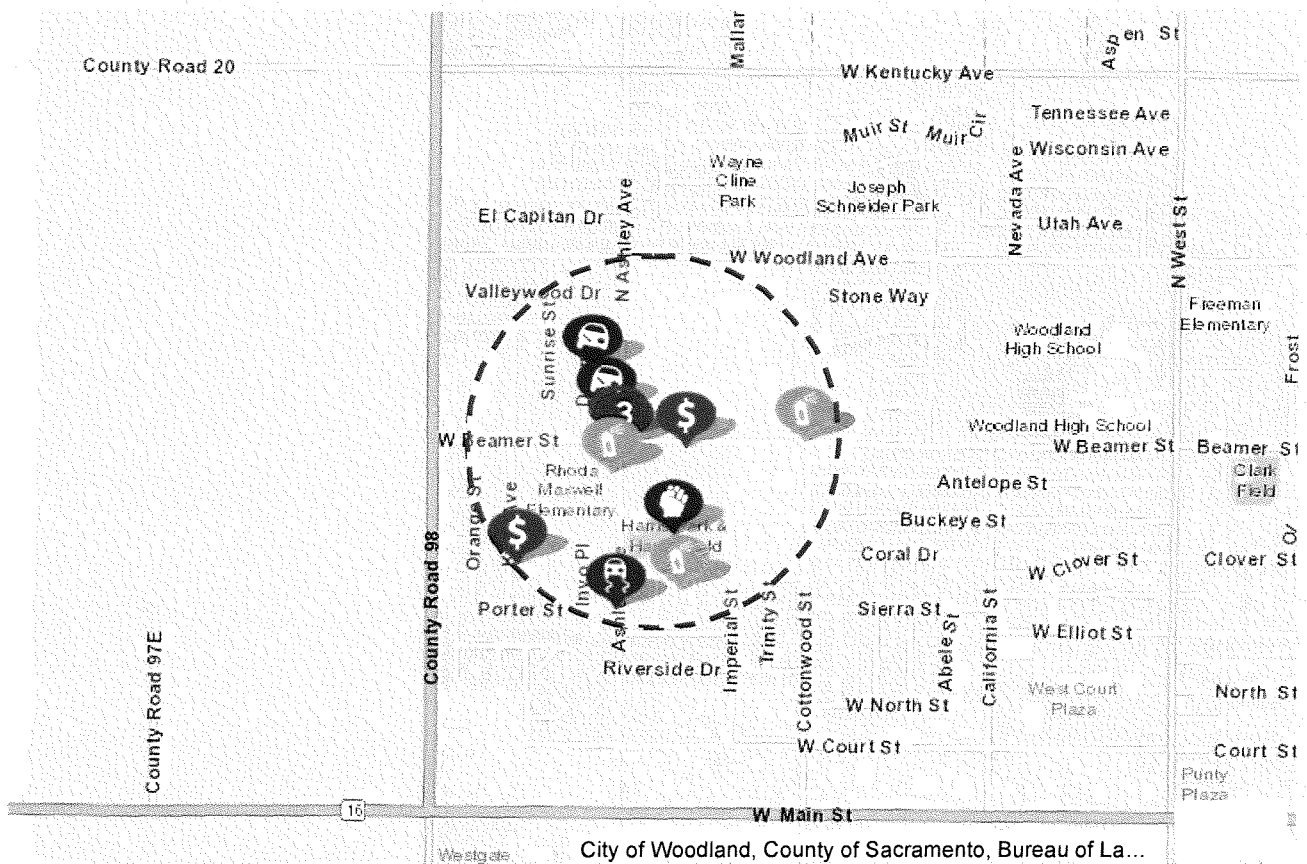 Mallar
Asp en St
County Road 20
W Kentucky Ave
Tennessee Ave
Muir St
Muir Cir
Wisconsin Ave
Nevada Ave
Wayne
Cline
Park
Joseph
Schneider Park
N Ashley Ave
El Capitan Dr
Utah Ave
N West St
W Woodland Ave
Valleywood Dr
Stone Way
Freeman
Elementary
Sunrise St
Woodland
High School
Frost
D
3
$
W Beamer St
Woodland High School
W Beamer St
Beamer St
Clark
Field
Rhoda
Maxwell
Elementary
Antelope St
Orange St
Ave
$
Buckeye St
Coral Dr
W Clover St
Clover St
County Road 98
Porter St
Imperial St
Trinity St
Cottonwood St
Sierra St
Abele St
California St
W Elliot St
Riverside Dr
County Road 97E
West Court
Plaza
North St
W North St
W Court St
Court St
Plaza
16
W Main St
Westgate
City of Woodland, County of Sacramento, Bureau of La...